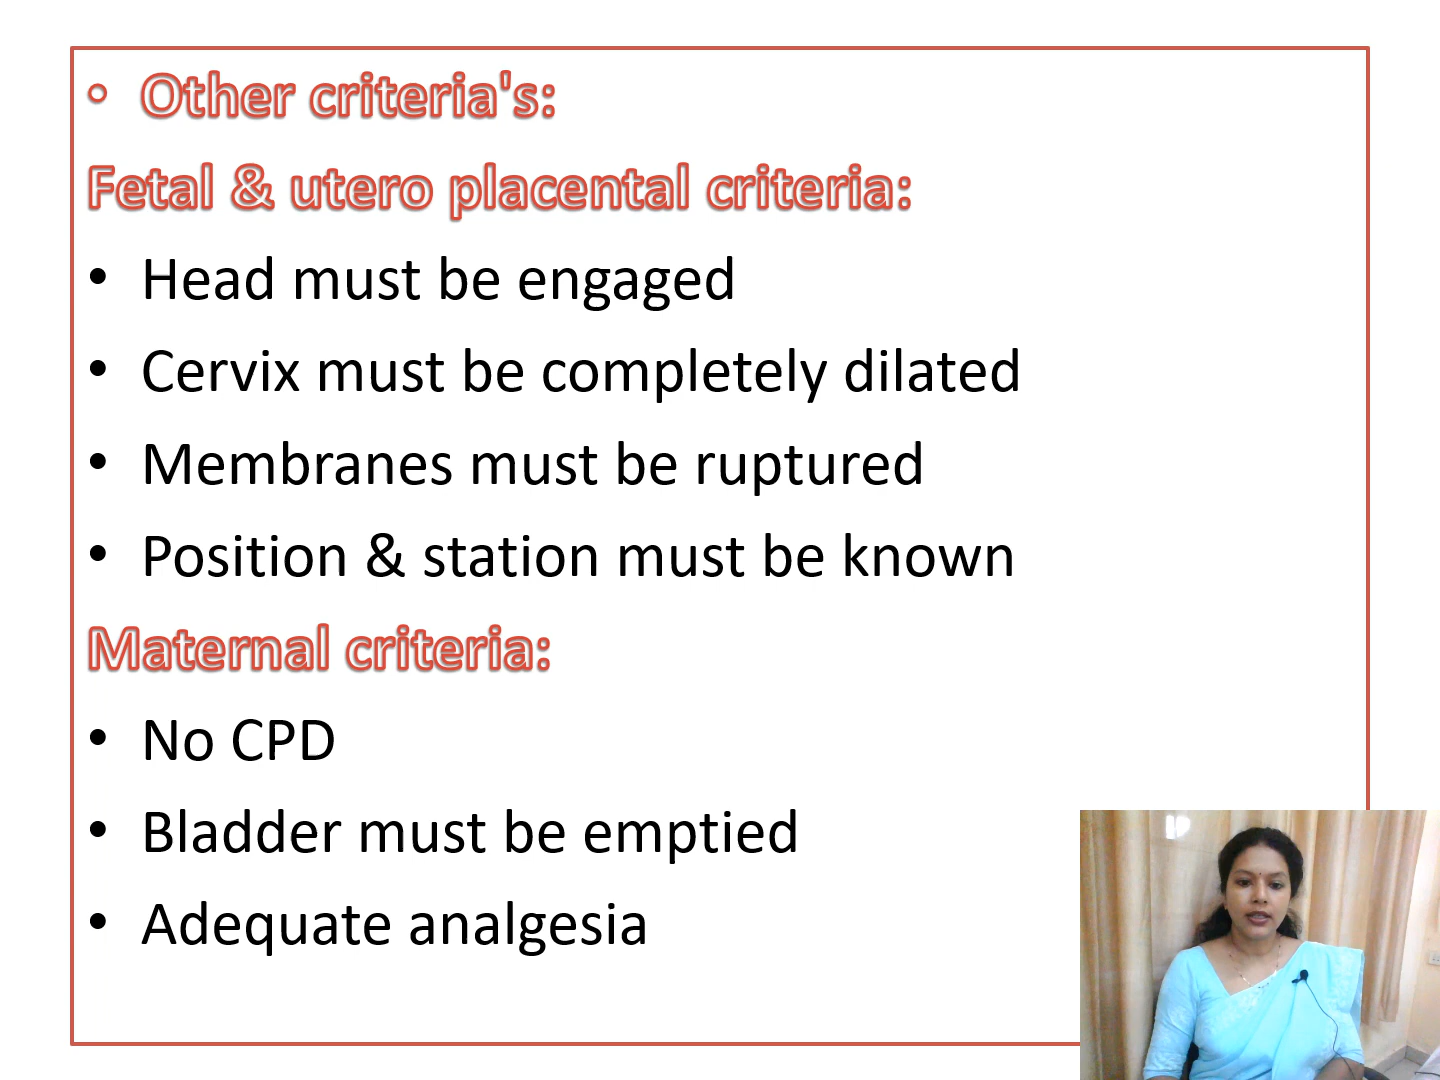 • Other criteria's:
Fetal & utero placental criteria:
• Head must be engaged
• Cervix must be completely dilated
• Membranes must be ruptured
• Position & station must be known
Maternal criteria:
• No CPD
• Bladder must be emptied
• Adequate analgesia